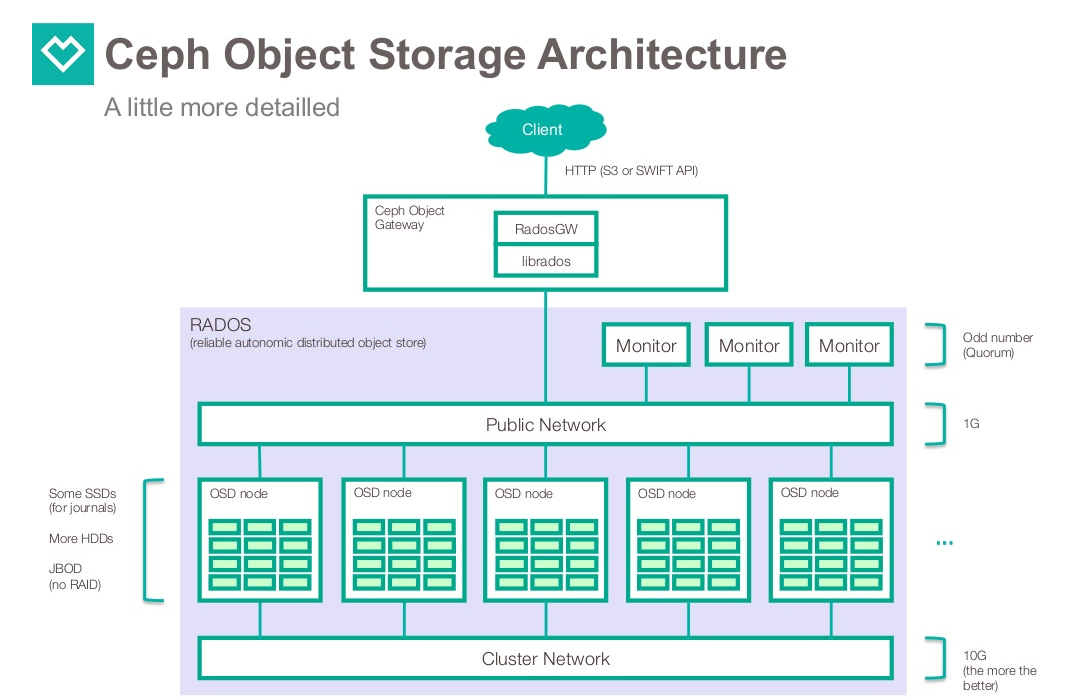 Ceph Object Storage Architecture
A little more detailled
Client
HTTP (S3 or SWIFT API)
Ceph Object
Gateway
RadosGW
librados
RADOS
(reliable autonomic distributed object store)
Monitor
Monitor
Monitor
Odd number
(Quorum)
Public Network
1G
Some SSDs
(for journals)
More HDDs
JBOD
(no RAID)
OSD node
OSD node
OSD node
OSD node
OSD node
...
Cluster Network
10G
(the more the
better)